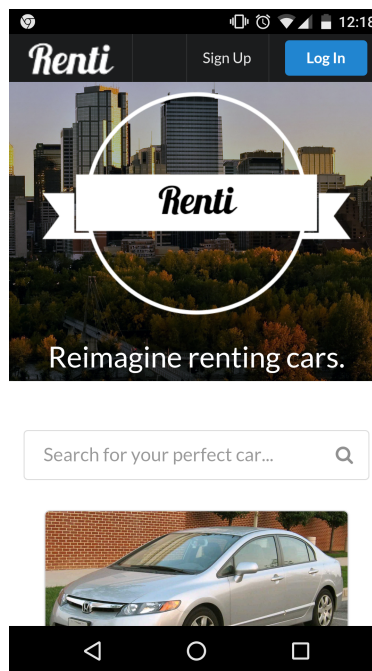 12:18
Renti
Sign Up
Log In
Renti
Reimagine renting cars.
Search for your perfect car...